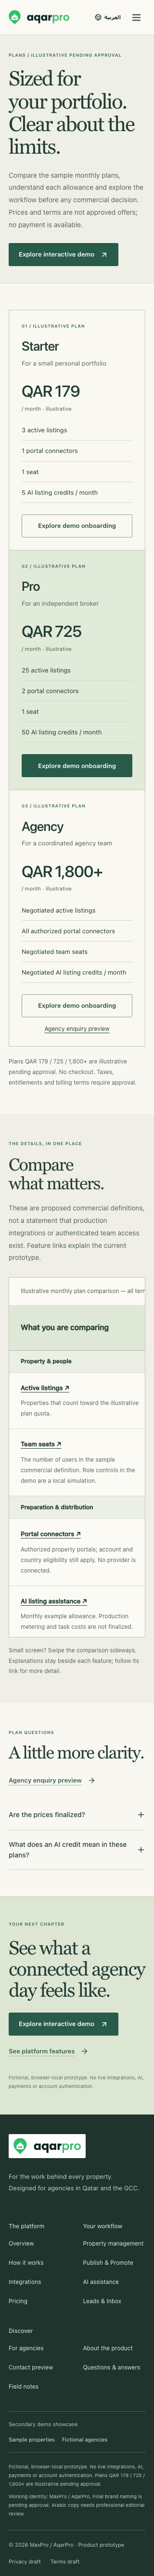 aqarpro
العربية
PLANS / ILLUSTRATIVE PENDING APPROVAL
Sized for
your portfolio.
Clear about the
limits.
Compare the sample monthly plans,
understand each allowance and explore the
workflow before any commercial decision.
Prices and terms are not approved offers;
no payment is available.
Explore interactive demo ↗
01 / ILLUSTRATIVE PLAN
Starter
For a small personal portfolio
QAR 179
/ month · illustrative
3 active listings
1 portal connectors
1 seat
5 AI listing credits / month
Explore demo onboarding
02 / ILLUSTRATIVE PLAN
Pro
For an independent broker
QAR 725
/ month · illustrative
25 active listings
2 portal connectors
1 seat
50 AI listing credits / month
Explore demo onboarding
03 / ILLUSTRATIVE PLAN
Agency
For a coordinated agency team
QAR 1,800+
/ month · illustrative
Negotiated active listings
All authorized portal connectors
Negotiated team seats
Negotiated AI listing credits / month
Explore demo onboarding
Agency enquiry preview
Plans QAR 179 / 725 / 1,800+ are illustrative
pending approval. No checkout. Taxes,
entitlements and billing terms require approval.
THE DETAILS, IN ONE PLACE
Compare
what matters.
These are proposed commercial definitions,
not a statement that production
integrations or authenticated team access
exist. Feature links explain the current
prototype.
Illustrative monthly plan comparison — all terr
What you are comparing
Property & people
Active listings ↗
Properties that count toward the illustrative
plan quota.
Team seats ↗
The number of users in the sample
commercial definition. Role controls in the
demo are a local simulation.
Preparation & distribution
Portal connectors ↗
Authorized property portals; account and
country eligibility still apply. No provider is
connected.
AI listing assistance ↗
Monthly example allowance. Production
metering and task costs are not finalized.
Small screen? Swipe the comparison sideways.
Explanations stay beside each feature; follow its
link for more detail.
PLAN QUESTIONS
A little more clarity.
Agency enquiry preview →
Are the prices finalized? +
What does an AI credit mean in these
plans? +
YOUR NEXT CHAPTER
See what a
connected agency
day feels like.
Explore interactive demo ↗
See platform features →
Fictional, browser-local prototype. No live integrations, AI,
payments or account authentication.
aqarpro
For the work behind every property.
Designed for agencies in Qatar and the GCC.
The platform
Overview
How it works
Integrations
Pricing
Your workflow
Property management
Publish & Promote
AI assistance
Leads & Inbox
Discover
For agencies
Contact preview
Field notes
About the product
Questions & answers
Secondary demo showcase
Sample properties Fictional agencies
Fictional, browser-local prototype. No live integrations, AI,
payments or account authentication. Plans QAR 179 / 725 /
1,800+ are illustrative pending approval.
Working identity: MaxPro / AqarPro. Final brand naming is
pending approval. Arabic copy needs professional editorial
review.
© 2026 MaxPro / AqarPro · Product prototype
Privacy draft Terms draft